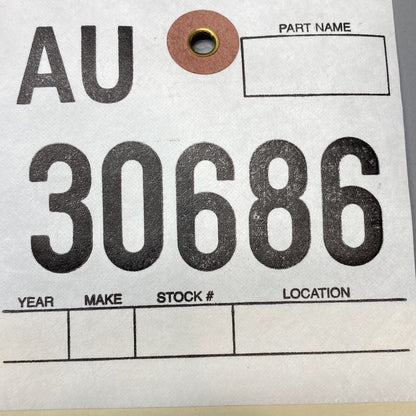 AU
PART NAME
30686
YEAR MAKE STOCK # LOCATION